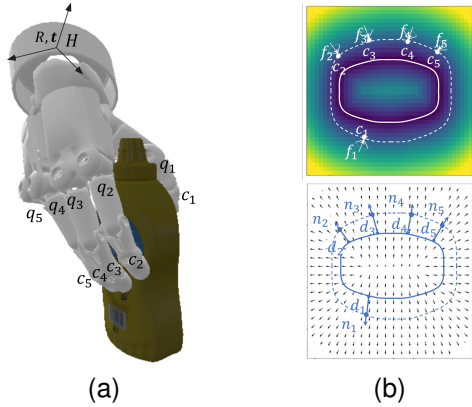 R, t H
q₁
q₂
q₃
q₄
q₅
c₁
c₂
c₃
c₄
c₅
(a)
f₂ f₃ f₄ f₅
c₂ c₃ c₄ c₅
c₁
f₁
n₂ n₃ n₄ n₅
d₂ d₃ d₄ d₅
d₁
n₁
(b)